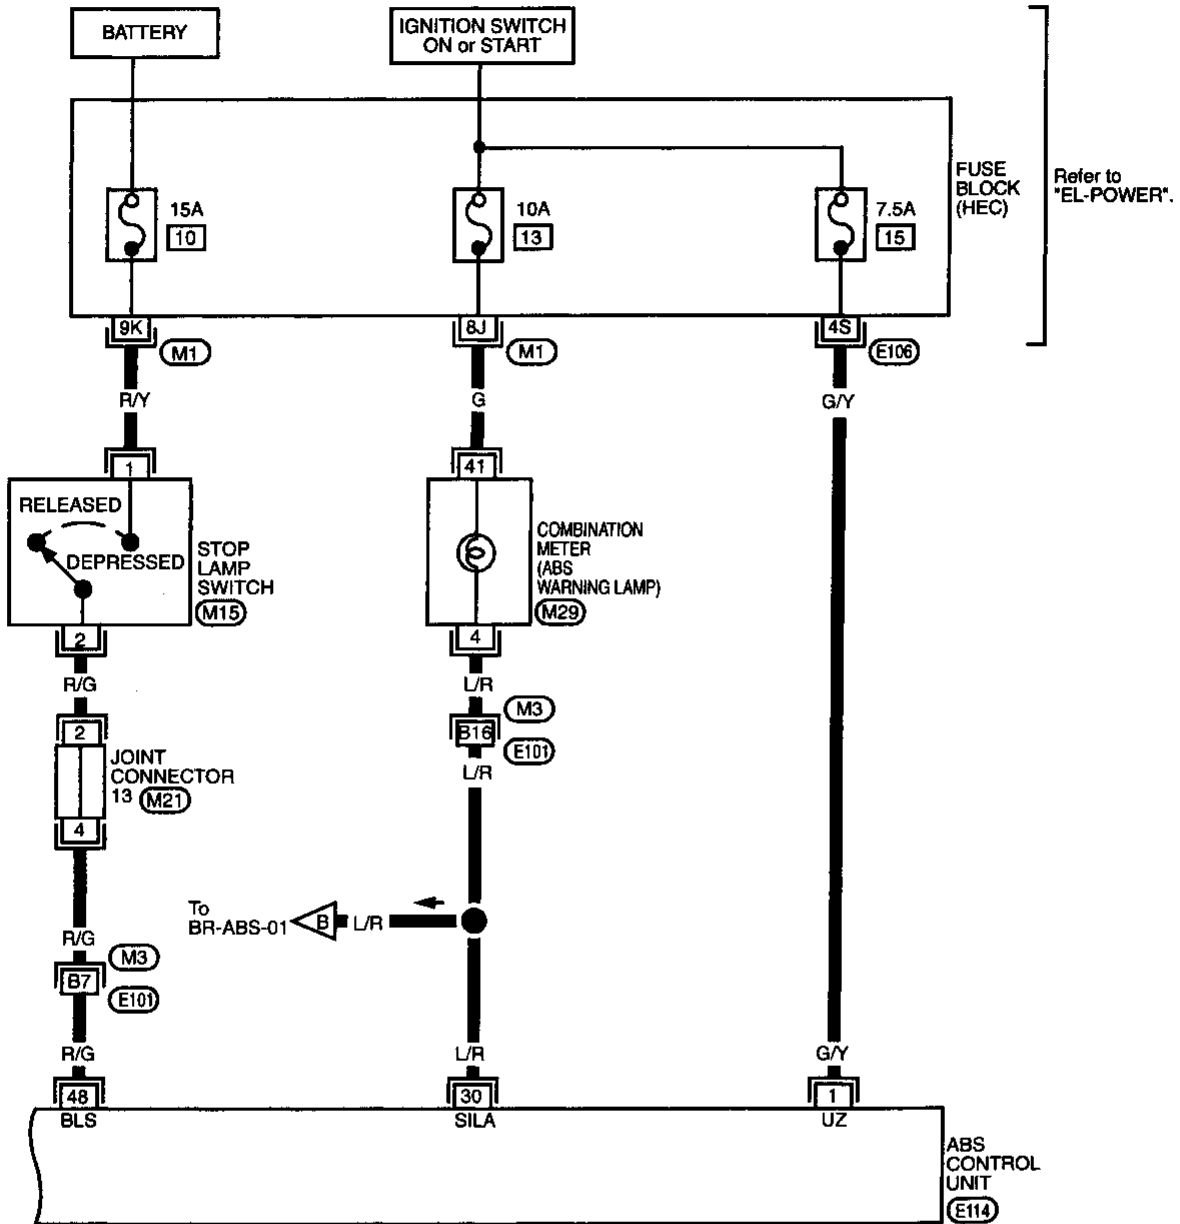 BATTERY
IGNITION SWITCH
ON or START
FUSE
BLOCK
(HEC)
Refer to
"EL-POWER".
15A
10
10A
13
7.5A
15
9K
M1
8J
M1
4S
E106
R/Y
G
G/Y
1
41
RELEASED
DEPRESSED
STOP
LAMP
SWITCH
M15
COMBINATION
METER
(ABS
WARNING LAMP)
M29
2
4
R/G
L/R
2
M3
B16
E101
L/R
JOINT
CONNECTOR
13 M21
4
To
BR-ABS-01
B
L/R
R/G
M3
B7
E101
R/G
L/R
G/Y
48
30
1
BLS
SILA
UZ
ABS
CONTROL
UNIT
E114